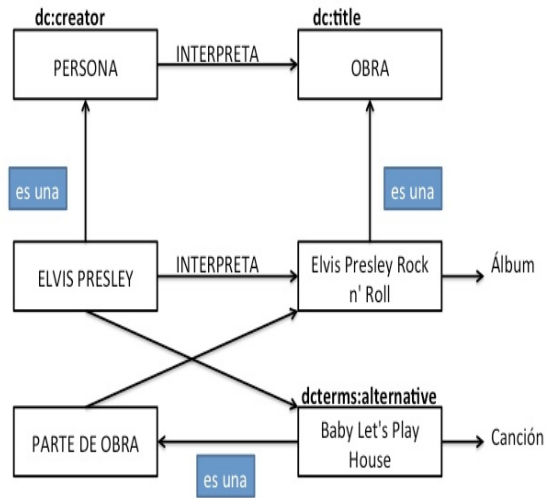 dc:creator
dc:title
PERSONA
INTERPRETA
OBRA
es una
es una
ELVIS PRESLEY
INTERPRETA
Elvis Presley Rock
n' Roll
Álbum
dcterms:alternative
PARTE DE OBRA
Baby Let's Play
House
Canción
es una